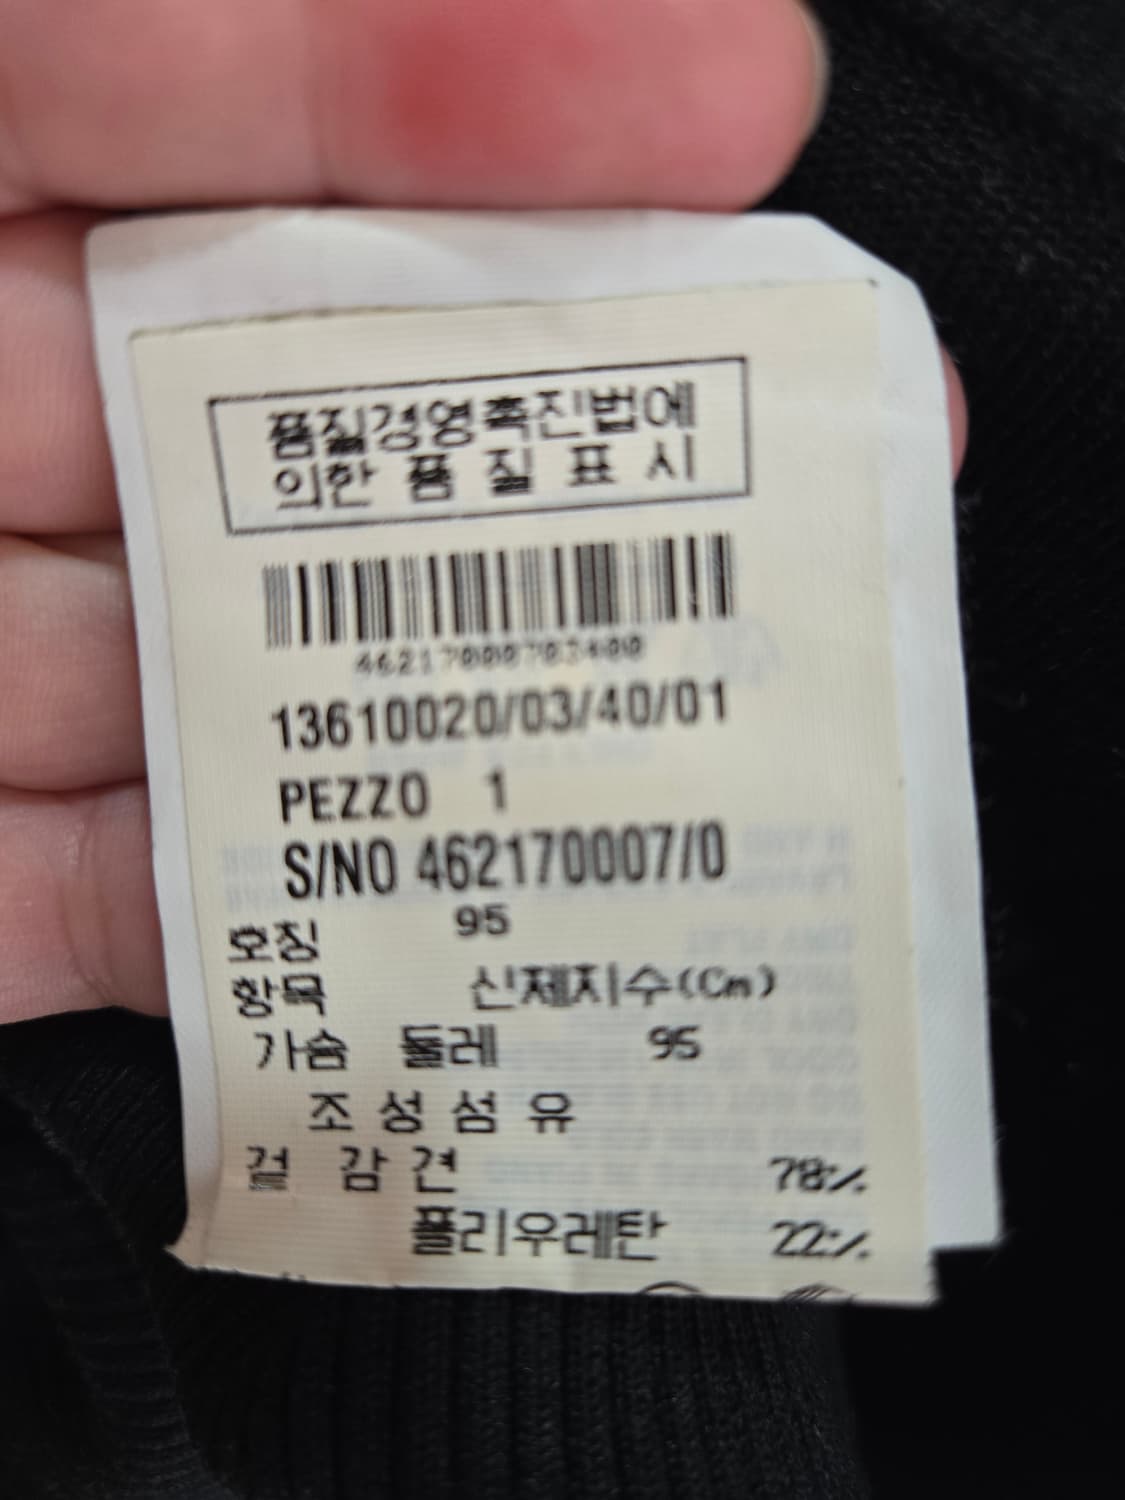 품질경영촉진법에
의한 품 질 표 시
13610020/03/40/01
PEZZO 1
S/NO 462170007/0
호칭 95
항목 신체치수(Cm)
가슴 둘레 95
조 성 섬 유
겉 감 견 78%
폴리우레탄 22%